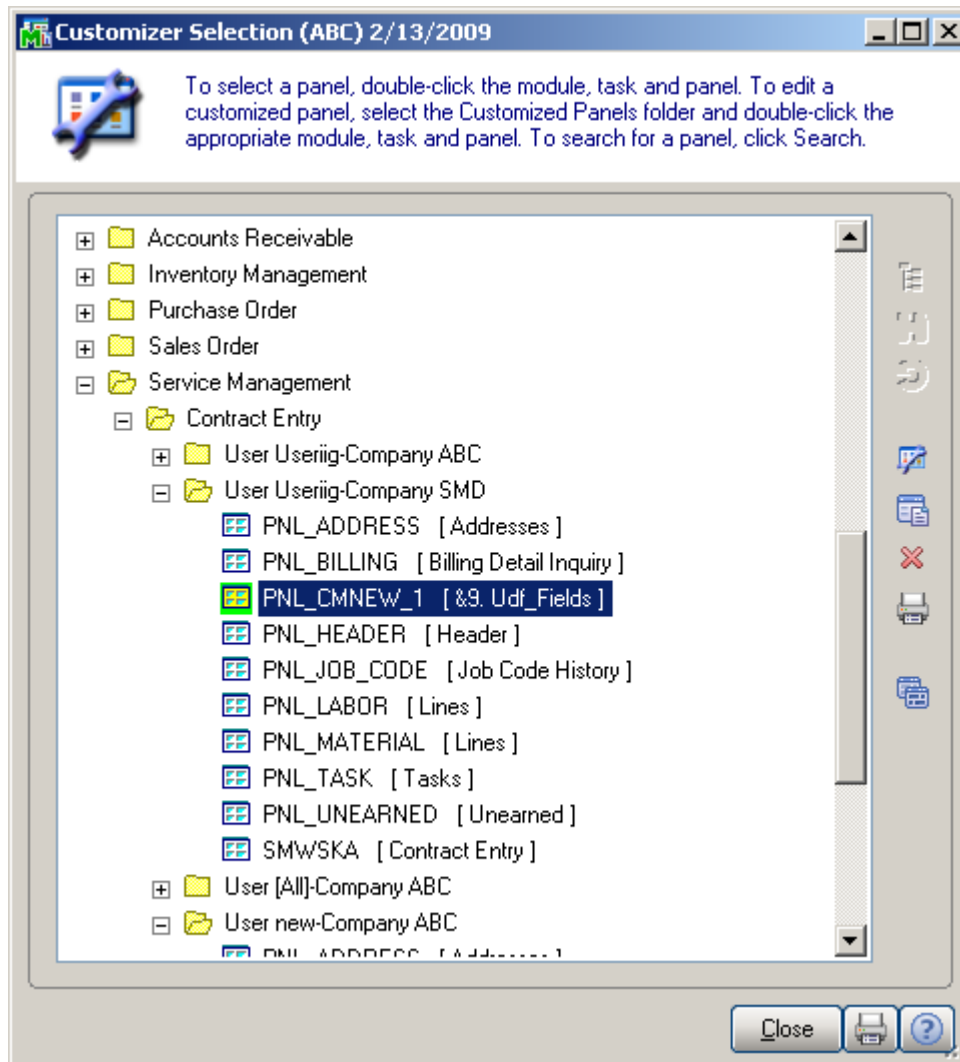 Customizer Selection (ABC) 2/13/2009
To select a panel, double-click the module, task and panel. To edit a
customized panel, select the Customized Panels folder and double-click the
appropriate module, task and panel. To search for a panel, click Search.
Accounts Receivable
Inventory Management
Purchase Order
Sales Order
Service Management
Contract Entry
User Useriig-Company ABC
User Useriig-Company SMD
PNL_ADDRESS [ Addresses ]
PNL_BILLING [ Billing Detail Inquiry ]
PNL_CMNEW_1 [ &9. Udf_Fields ]
PNL_HEADER [ Header ]
PNL_JOB_CODE [ Job Code History ]
PNL_LABOR [ Lines ]
PNL_MATERIAL [ Lines ]
PNL_TASK [ Tasks ]
PNL_UNEARNED [ Unearned ]
SMWSKA [ Contract Entry ]
User [All]-Company ABC
User new-Company ABC
PNL_ADDRESS [ Addresses ]
Close